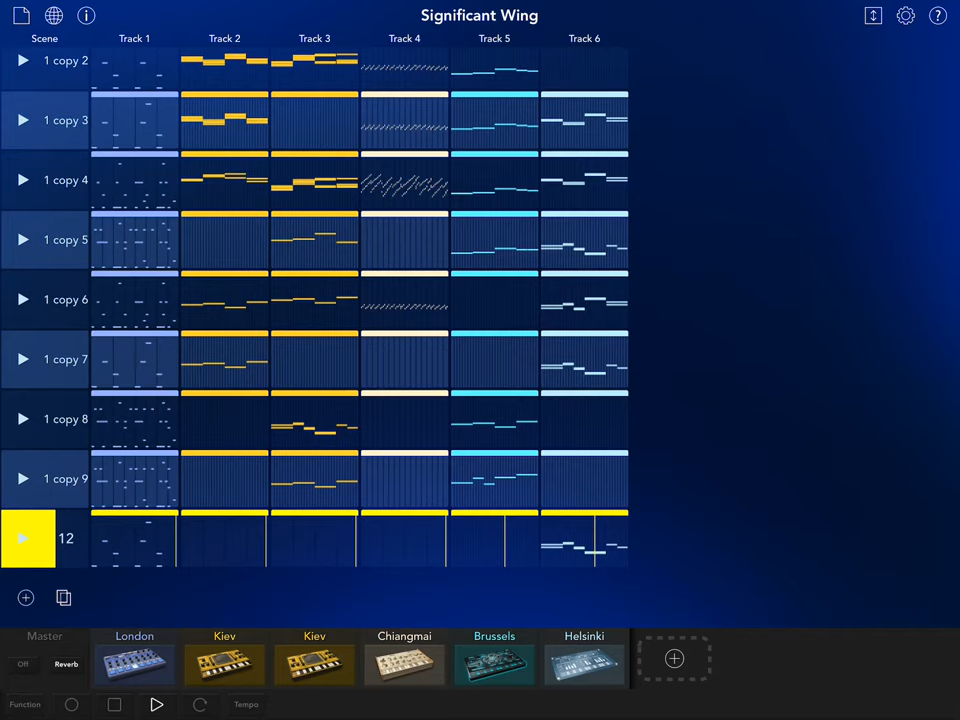 Significant Wing
Scene Track 1 Track 2 Track 3 Track 4 Track 5 Track 6
1 copy 2
1 copy 3
1 copy 4
1 copy 5
1 copy 6
1 copy 7
1 copy 8
1 copy 9
12
Master London Kiev Kiev Chiangmai Brussels Helsinki
Off Reverb
Function Tempo